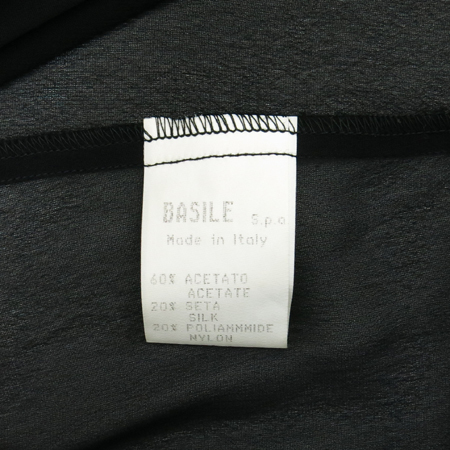 BASILE S.p.a.
Made in Italy
60% ACETATO
ACETATE
20% SETA
SILK
20% POLIAMMIDE
NYLON